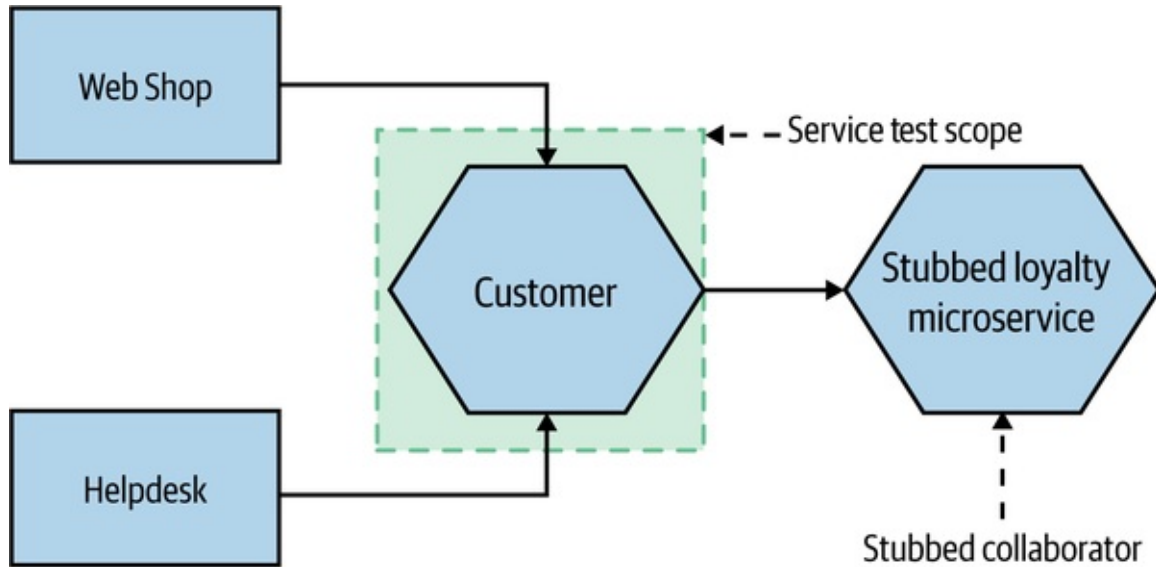 Web Shop
Service test scope
Customer
Stubbed loyalty
microservice
Helpdesk
Stubbed collaborator